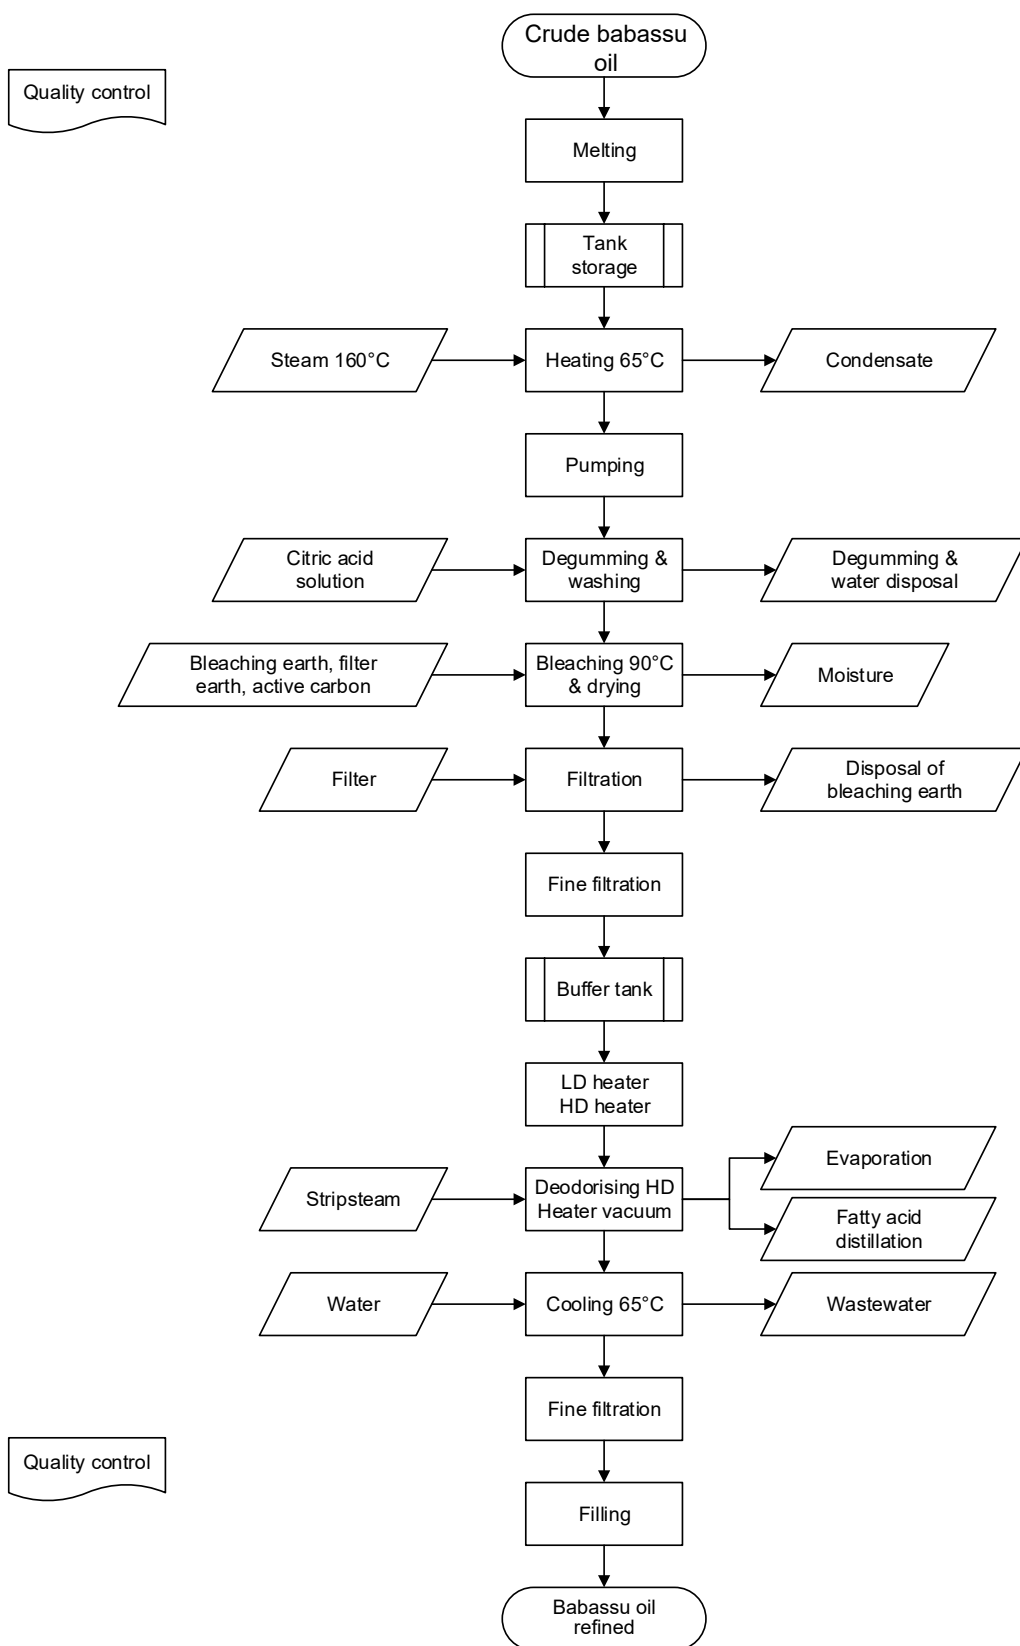 Crude babassu
oil
Quality control
Melting
Tank
storage
Steam 160°C
Heating 65°C
Condensate
Pumping
Citric acid
solution
Degumming &
washing
Degumming &
water disposal
Bleaching earth, filter
earth, active carbon
Bleaching 90°C
& drying
Moisture
Filter
Filtration
Disposal of
bleaching earth
Fine filtration
Buffer tank
LD heater
HD heater
Stripsteam
Deodorising HD
Heater vacuum
Evaporation
Fatty acid
distillation
Water
Cooling 65°C
Wastewater
Fine filtration
Quality control
Filling
Babassu oil
refined